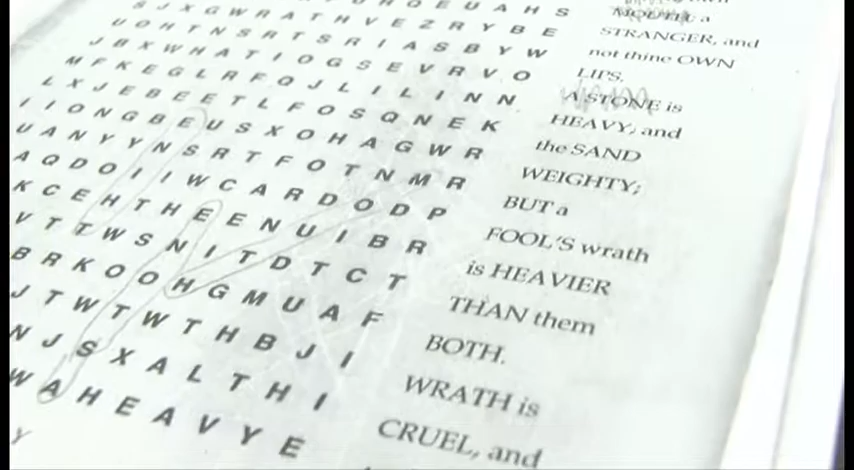 Q E U A H S
S J X G W R A T H V E Z R Y B E
U O H T N S R T S R I A S B Y W
J B X W H A T I O G S E V R V O
M F K E G L R F Q J L I L I N N
L X J E B E E T L F O S Q N E K
I I O N G B E U S X O H A G W R
U A N Y Y N S R T F O T N M R
A Q D O I I W C A R D O D P
K C E H T H E E N U I B R
V T T W S N I T D T C T
B R K O O H G M U A F
J T W T W T H B J I
N J S X A L T H I
W A H E A V Y E
Y
MOUTH; a
STRANGER, and
not thine OWN
LIPS.
A STONE is
HEAVY; and
the SAND
WEIGHTY;
BUT a
FOOL'S wrath
is HEAVIER
THAN them
BOTH.
WRATH is
CRUEL, and